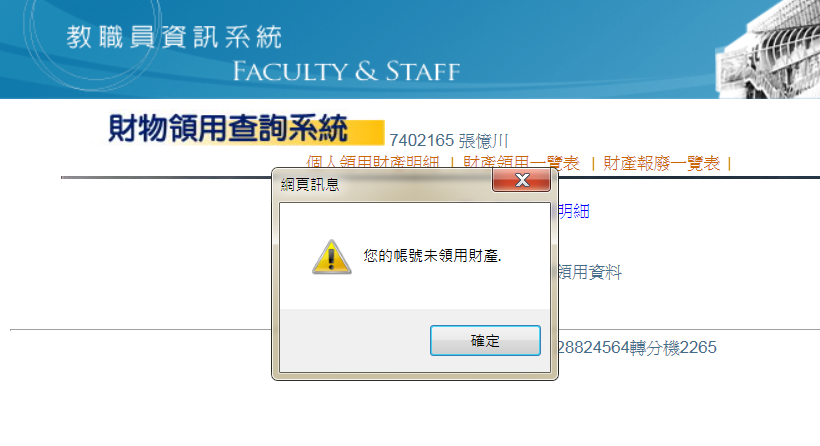 教職員資訊系統
FACULTY & STAFF
財物領用查詢系統
7402165 張憶川
個人領用財產明細 | 財產領用一覽表 | 財產報廢一覽表 |
網頁訊息
明細
您的帳號未領用財產.
領用資料
確定
28824564轉分機2265